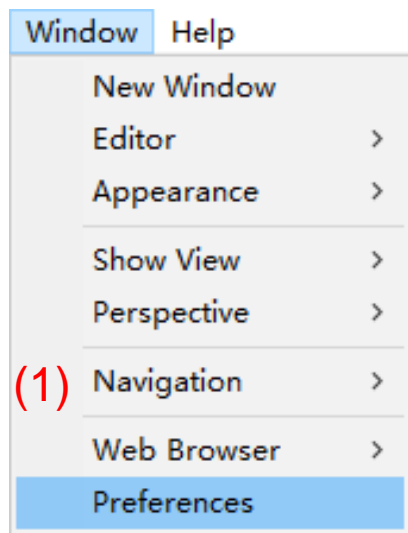 Window Help
New Window
Editor >
Appearance >
Show View >
Perspective >
(1) Navigation >
Web Browser >
Preferences